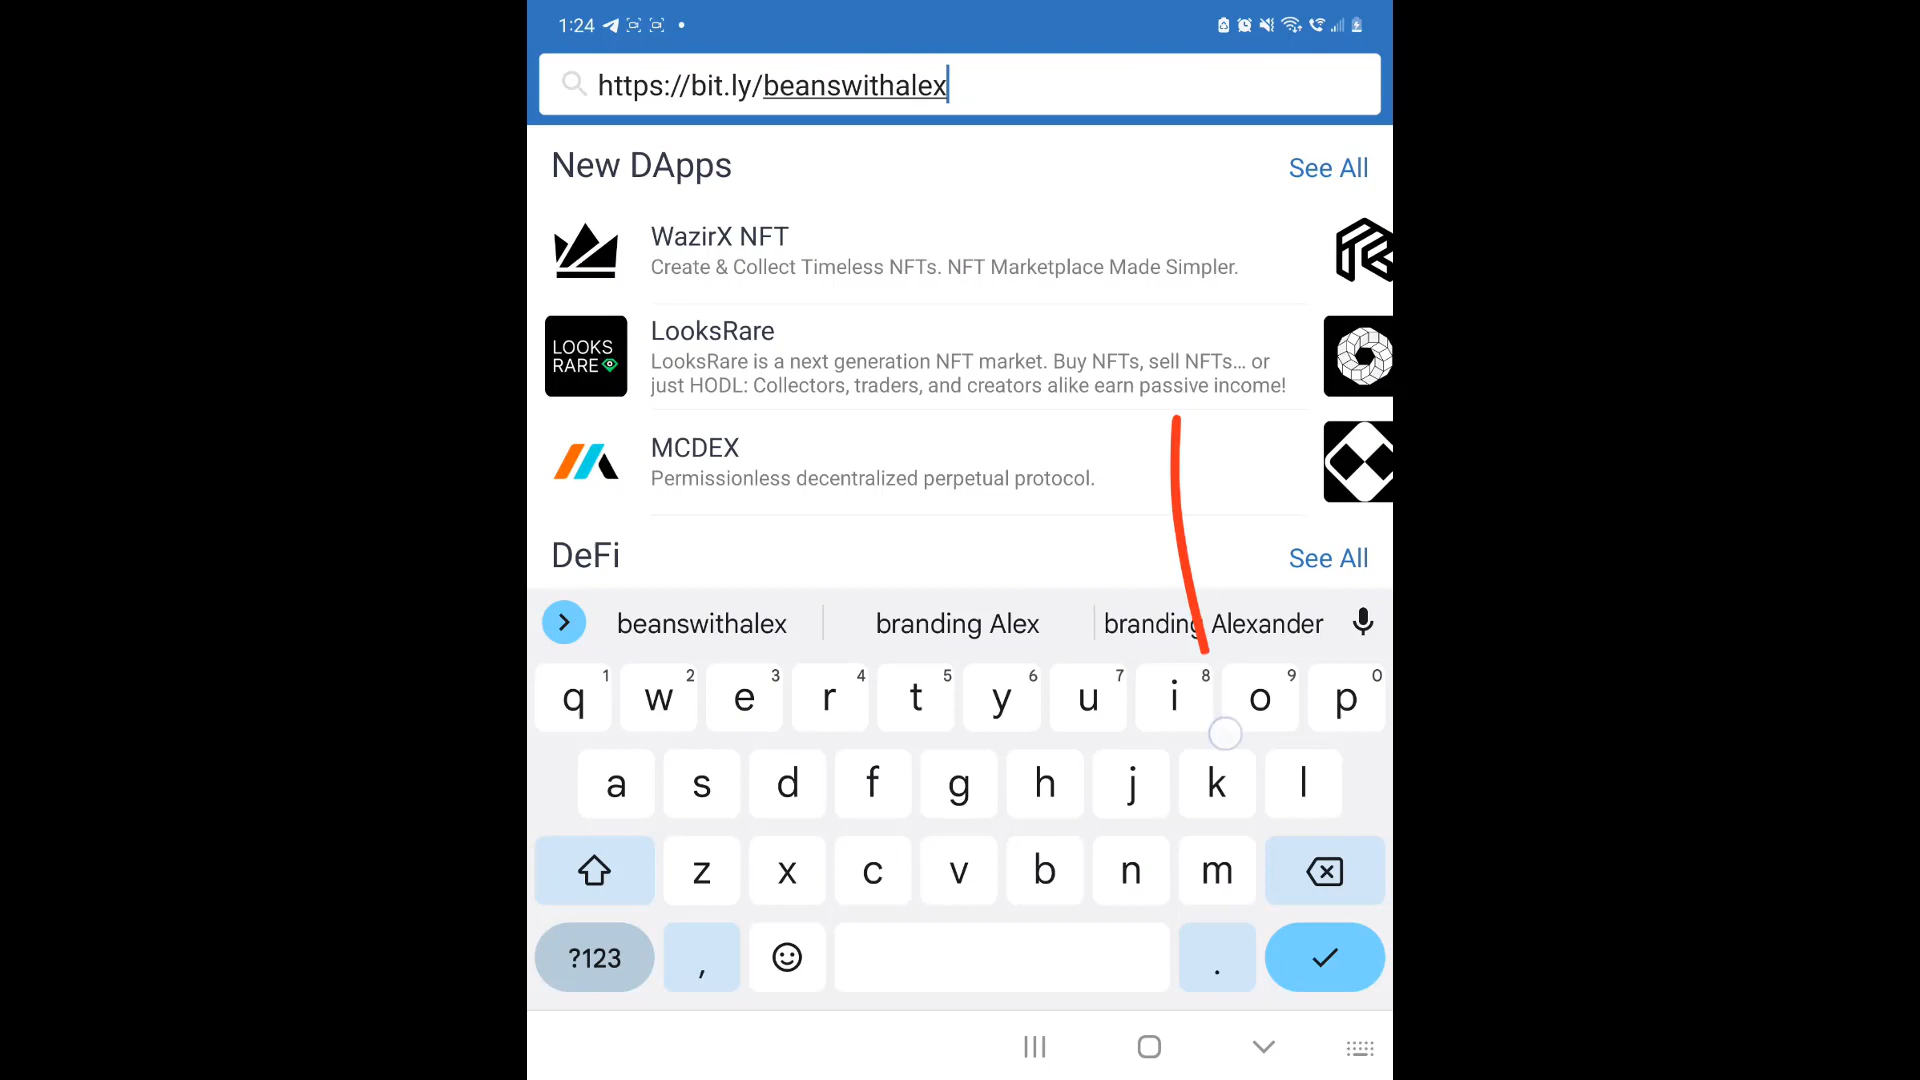 1:24
https://bit.ly/beanswithalex
New DApps
See All
WazirX NFT
Create & Collect Timeless NFTs. NFT Marketplace Made Simpler.
LOOKS
RARE
LooksRare
LooksRare is a next generation NFT market. Buy NFTs, sell NFTs... or
just HODL: Collectors, traders, and creators alike earn passive income!
MCDEX
Permissionless decentralized perpetual protocol.
DeFi
See All
beanswithalex
branding Alex
branding Alexander
q 1 w 2 e 3 r 4 t 5 y 6 u 7 i 8 o 9 p 0
a s d f g h j k l
z x c v b n m
?123 , .